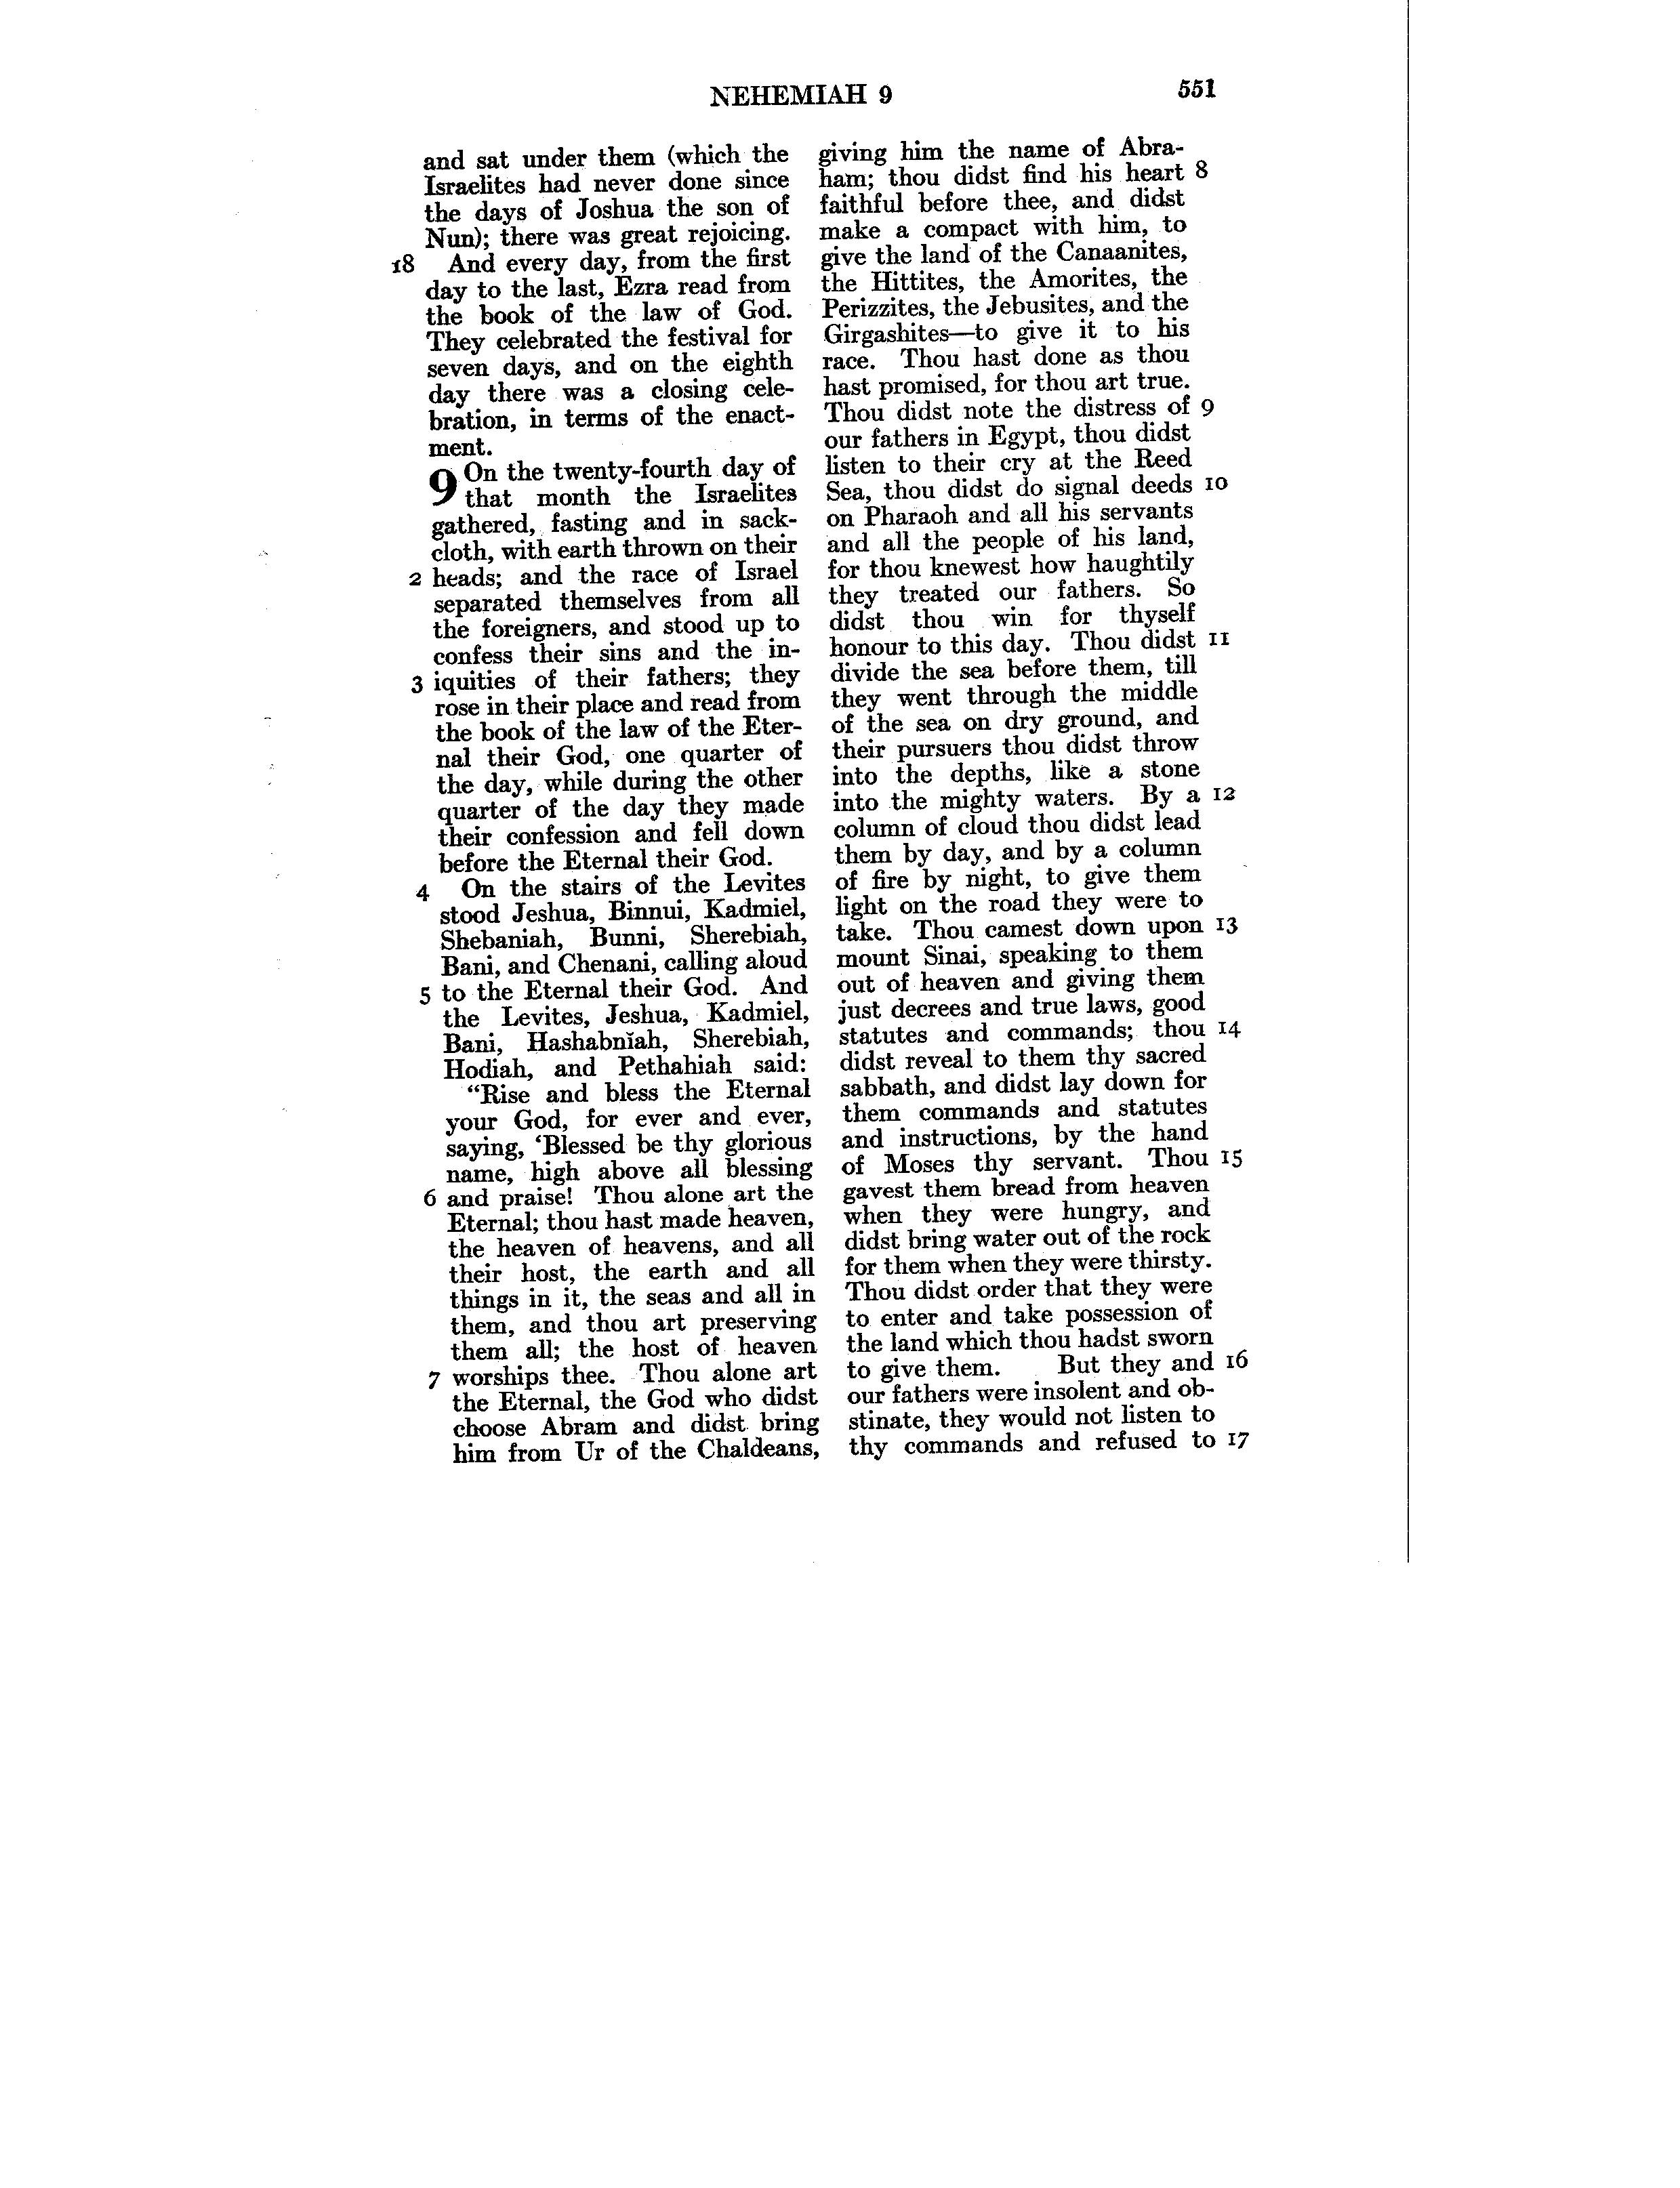 NEHEMIAH 9
551
and sat under them (which the
Israelites had never done since
the days of Joshua the son of
Nun); there was great rejoicing.
18 And every day, from the first
day to the last, Ezra read from
the book of the law of God.
They celebrated the festival for
seven days, and on the eighth
day there was a closing cele-
bration, in terms of the enact-
ment.
9 On the twenty-fourth day of
that month the Israelites
gathered, fasting and in sack-
cloth, with earth thrown on their
2 heads; and the race of Israel
separated themselves from all
the foreigners, and stood up to
confess their sins and the in-
3 iquities of their fathers; they
rose in their place and read from
the book of the law of the Eter-
nal their God, one quarter of
the day, while during the other
quarter of the day they made
their confession and fell down
before the Eternal their God.
4 On the stairs of the Levites
stood Jeshua, Binnui, Kadmiel,
Shebaniah, Bunni, Sherebiah,
Bani, and Chenani, calling aloud
5 to the Eternal their God. And
the Levites, Jeshua, Kadmiel,
Bani, Hashabnĭah, Sherebiah,
Hodiah, and Pethahiah said:
“Rise and bless the Eternal
your God, for ever and ever,
saying, ‘Blessed be thy glorious
name, high above all blessing
6 and praise! Thou alone art the
Eternal; thou hast made heaven,
the heaven of heavens, and all
their host, the earth and all
things in it, the seas and all in
them, and thou art preserving
them all; the host of heaven
7 worships thee. Thou alone art
the Eternal, the God who didst
choose Abram and didst bring
him from Ur of the Chaldeans,
giving him the name of Abra-
ham; thou didst find his heart 8
faithful before thee, and didst
make a compact with him, to
give the land of the Canaanites,
the Hittites, the Amorites, the
Perizzites, the Jebusites, and the
Girgashites—to give it to his
race. Thou hast done as thou
hast promised, for thou art true.
Thou didst note the distress of 9
our fathers in Egypt, thou didst
listen to their cry at the Reed
Sea, thou didst do signal deeds 10
on Pharaoh and all his servants
and all the people of his land,
for thou knewest how haughtily
they treated our fathers. So
didst thou win for thyself
honour to this day. Thou didst 11
divide the sea before them, till
they went through the middle
of the sea on dry ground, and
their pursuers thou didst throw
into the depths, like a stone
into the mighty waters. By a 12
column of cloud thou didst lead
them by day, and by a column
of fire by night, to give them
light on the road they were to
take. Thou camest down upon 13
mount Sinai, speaking to them
out of heaven and giving them
just decrees and true laws, good
statutes and commands; thou 14
didst reveal to them thy sacred
sabbath, and didst lay down for
them commands and statutes
and instructions, by the hand
of Moses thy servant. Thou 15
gavest them bread from heaven
when they were hungry, and
didst bring water out of the rock
for them when they were thirsty.
Thou didst order that they were
to enter and take possession of
the land which thou hadst sworn
to give them. But they and 16
our fathers were insolent and ob-
stinate, they would not listen to
thy commands and refused to 17